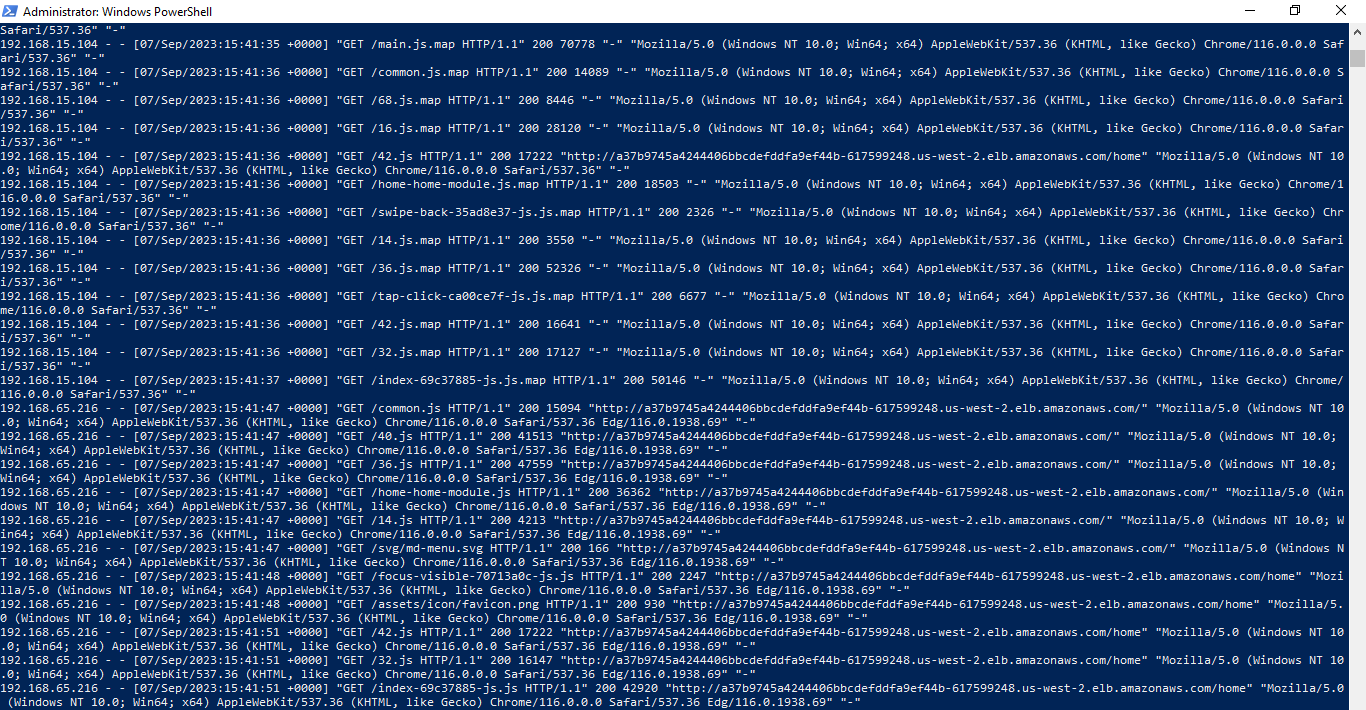 Administrator: Windows PowerShell
Safari/537.36" "-"
192.168.15.104 - - [07/Sep/2023:15:41:35 +0000] "GET /main.js.map HTTP/1.1" 200 70778 "-" "Mozilla/5.0 (Windows NT 10.0; Win64; x64) AppleWebKit/537.36 (KHTML, like Gecko) Chrome/116.0.0.0 Saf
ari/537.36" "-"
192.168.15.104 - - [07/Sep/2023:15:41:36 +0000] "GET /common.js.map HTTP/1.1" 200 14089 "-" "Mozilla/5.0 (Windows NT 10.0; Win64; x64) AppleWebKit/537.36 (KHTML, like Gecko) Chrome/116.0.0.0 S
afari/537.36" "-"
192.168.15.104 - - [07/Sep/2023:15:41:36 +0000] "GET /68.js.map HTTP/1.1" 200 8446 "-" "Mozilla/5.0 (Windows NT 10.0; Win64; x64) AppleWebKit/537.36 (KHTML, like Gecko) Chrome/116.0.0.0 Safari
/537.36" "-"
192.168.15.104 - - [07/Sep/2023:15:41:36 +0000] "GET /16.js.map HTTP/1.1" 200 28120 "-" "Mozilla/5.0 (Windows NT 10.0; Win64; x64) AppleWebKit/537.36 (KHTML, like Gecko) Chrome/116.0.0.0 Safar
i/537.36" "-"
192.168.15.104 - - [07/Sep/2023:15:41:36 +0000] "GET /42.js HTTP/1.1" 200 17222 "http://a37b9745a4244406bbcdefddfa9ef44b-617599248.us-west-2.elb.amazonaws.com/home" "Mozilla/5.0 (Windows NT 10
.0; Win64; x64) AppleWebKit/537.36 (KHTML, like Gecko) Chrome/116.0.0.0 Safari/537.36" "-"
192.168.15.104 - - [07/Sep/2023:15:41:36 +0000] "GET /home-home-module.js.map HTTP/1.1" 200 18503 "-" "Mozilla/5.0 (Windows NT 10.0; Win64; x64) AppleWebKit/537.36 (KHTML, like Gecko) Chrome/1
16.0.0.0 Safari/537.36" "-"
192.168.15.104 - - [07/Sep/2023:15:41:36 +0000] "GET /swipe-back-35ad8e37-js.js.map HTTP/1.1" 200 2326 "-" "Mozilla/5.0 (Windows NT 10.0; Win64; x64) AppleWebKit/537.36 (KHTML, like Gecko) Chr
ome/116.0.0.0 Safari/537.36" "-"
192.168.15.104 - - [07/Sep/2023:15:41:36 +0000] "GET /14.js.map HTTP/1.1" 200 3550 "-" "Mozilla/5.0 (Windows NT 10.0; Win64; x64) AppleWebKit/537.36 (KHTML, like Gecko) Chrome/116.0.0.0 Safari
/537.36" "-"
192.168.15.104 - - [07/Sep/2023:15:41:36 +0000] "GET /36.js.map HTTP/1.1" 200 52326 "-" "Mozilla/5.0 (Windows NT 10.0; Win64; x64) AppleWebKit/537.36 (KHTML, like Gecko) Chrome/116.0.0.0 Safar
i/537.36" "-"
192.168.15.104 - - [07/Sep/2023:15:41:36 +0000] "GET /tap-click-ca00ce7f-js.js.map HTTP/1.1" 200 6677 "-" "Mozilla/5.0 (Windows NT 10.0; Win64; x64) AppleWebKit/537.36 (KHTML, like Gecko) Chro
me/116.0.0.0 Safari/537.36" "-"
192.168.15.104 - - [07/Sep/2023:15:41:36 +0000] "GET /42.js.map HTTP/1.1" 200 16641 "-" "Mozilla/5.0 (Windows NT 10.0; Win64; x64) AppleWebKit/537.36 (KHTML, like Gecko) Chrome/116.0.0.0 Safar
i/537.36" "-"
192.168.15.104 - - [07/Sep/2023:15:41:36 +0000] "GET /32.js.map HTTP/1.1" 200 17127 "-" "Mozilla/5.0 (Windows NT 10.0; Win64; x64) AppleWebKit/537.36 (KHTML, like Gecko) Chrome/116.0.0.0 Safar
i/537.36" "-"
192.168.15.104 - - [07/Sep/2023:15:41:37 +0000] "GET /index-69c37885-js.js.map HTTP/1.1" 200 50146 "-" "Mozilla/5.0 (Windows NT 10.0; Win64; x64) AppleWebKit/537.36 (KHTML, like Gecko) Chrome/
116.0.0.0 Safari/537.36" "-"
192.168.65.216 - - [07/Sep/2023:15:41:47 +0000] "GET /common.js HTTP/1.1" 200 15094 "http://a37b9745a4244406bbcdefddfa9ef44b-617599248.us-west-2.elb.amazonaws.com/" "Mozilla/5.0 (Windows NT 10
.0; Win64; x64) AppleWebKit/537.36 (KHTML, like Gecko) Chrome/116.0.0.0 Safari/537.36 Edg/116.0.1938.69" "-"
192.168.65.216 - - [07/Sep/2023:15:41:47 +0000] "GET /40.js HTTP/1.1" 200 41513 "http://a37b9745a4244406bbcdefddfa9ef44b-617599248.us-west-2.elb.amazonaws.com/" "Mozilla/5.0 (Windows NT 10.0;
Win64; x64) AppleWebKit/537.36 (KHTML, like Gecko) Chrome/116.0.0.0 Safari/537.36 Edg/116.0.1938.69" "-"
192.168.65.216 - - [07/Sep/2023:15:41:47 +0000] "GET /36.js HTTP/1.1" 200 47559 "http://a37b9745a4244406bbcdefddfa9ef44b-617599248.us-west-2.elb.amazonaws.com/" "Mozilla/5.0 (Windows NT 10.0;
Win64; x64) AppleWebKit/537.36 (KHTML, like Gecko) Chrome/116.0.0.0 Safari/537.36 Edg/116.0.1938.69" "-"
192.168.65.216 - - [07/Sep/2023:15:41:47 +0000] "GET /home-home-module.js HTTP/1.1" 200 36362 "http://a37b9745a4244406bbcdefddfa9ef44b-617599248.us-west-2.elb.amazonaws.com/" "Mozilla/5.0 (Win
dows NT 10.0; Win64; x64) AppleWebKit/537.36 (KHTML, like Gecko) Chrome/116.0.0.0 Safari/537.36 Edg/116.0.1938.69" "-"
192.168.65.216 - - [07/Sep/2023:15:41:47 +0000] "GET /14.js HTTP/1.1" 200 4213 "http://a37b9745a4244406bbcdefddfa9ef44b-617599248.us-west-2.elb.amazonaws.com/" "Mozilla/5.0 (Windows NT 10.0; W
in64; x64) AppleWebKit/537.36 (KHTML, like Gecko) Chrome/116.0.0.0 Safari/537.36 Edg/116.0.1938.69" "-"
192.168.65.216 - - [07/Sep/2023:15:41:47 +0000] "GET /svg/md-menu.svg HTTP/1.1" 200 166 "http://a37b9745a4244406bbcdefddfa9ef44b-617599248.us-west-2.elb.amazonaws.com/" "Mozilla/5.0 (Windows N
T 10.0; Win64; x64) AppleWebKit/537.36 (KHTML, like Gecko) Chrome/116.0.0.0 Safari/537.36 Edg/116.0.1938.69" "-"
192.168.65.216 - - [07/Sep/2023:15:41:48 +0000] "GET /focus-visible-70713a0c-js.js HTTP/1.1" 200 2247 "http://a37b9745a4244406bbcdefddfa9ef44b-617599248.us-west-2.elb.amazonaws.com/home" "Mozi
lla/5.0 (Windows NT 10.0; Win64; x64) AppleWebKit/537.36 (KHTML, like Gecko) Chrome/116.0.0.0 Safari/537.36 Edg/116.0.1938.69" "-"
192.168.65.216 - - [07/Sep/2023:15:41:48 +0000] "GET /assets/icon/favicon.png HTTP/1.1" 200 930 "http://a37b9745a4244406bbcdefddfa9ef44b-617599248.us-west-2.elb.amazonaws.com/home" "Mozilla/5.
0 (Windows NT 10.0; Win64; x64) AppleWebKit/537.36 (KHTML, like Gecko) Chrome/116.0.0.0 Safari/537.36 Edg/116.0.1938.69" "-"
192.168.65.216 - - [07/Sep/2023:15:41:51 +0000] "GET /42.js HTTP/1.1" 200 17222 "http://a37b9745a4244406bbcdefddfa9ef44b-617599248.us-west-2.elb.amazonaws.com/home" "Mozilla/5.0 (Windows NT 10
.0; Win64; x64) AppleWebKit/537.36 (KHTML, like Gecko) Chrome/116.0.0.0 Safari/537.36 Edg/116.0.1938.69" "-"
192.168.65.216 - - [07/Sep/2023:15:41:51 +0000] "GET /32.js HTTP/1.1" 200 16147 "http://a37b9745a4244406bbcdefddfa9ef44b-617599248.us-west-2.elb.amazonaws.com/home" "Mozilla/5.0 (Windows NT 10
.0; Win64; x64) AppleWebKit/537.36 (KHTML, like Gecko) Chrome/116.0.0.0 Safari/537.36 Edg/116.0.1938.69" "-"
192.168.65.216 - - [07/Sep/2023:15:41:51 +0000] "GET /index-69c37885-js.js HTTP/1.1" 200 42920 "http://a37b9745a4244406bbcdefddfa9ef44b-617599248.us-west-2.elb.amazonaws.com/home" "Mozilla/5.0
(Windows NT 10.0; Win64; x64) AppleWebKit/537.36 (KHTML, like Gecko) Chrome/116.0.0.0 Safari/537.36 Edg/116.0.1938.69" "-"